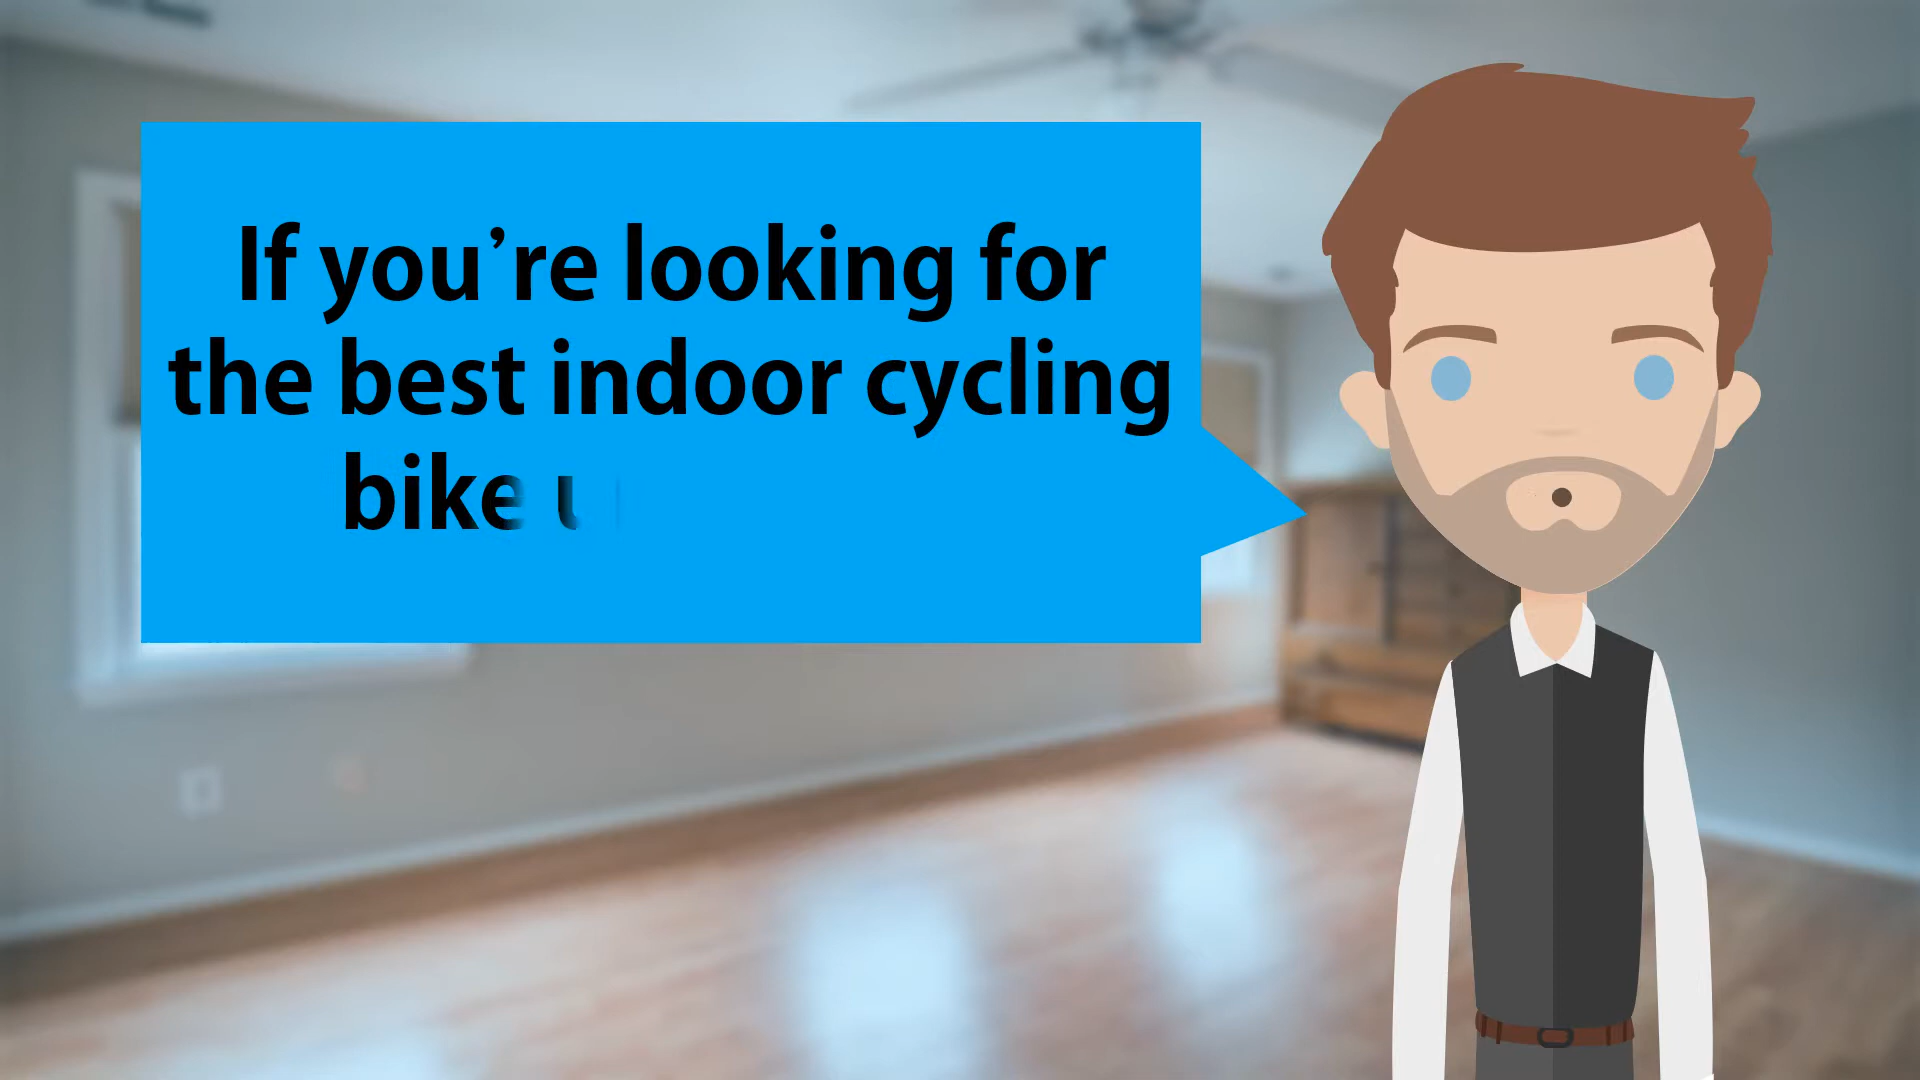 If you’re looking for
the best indoor cycling
bike